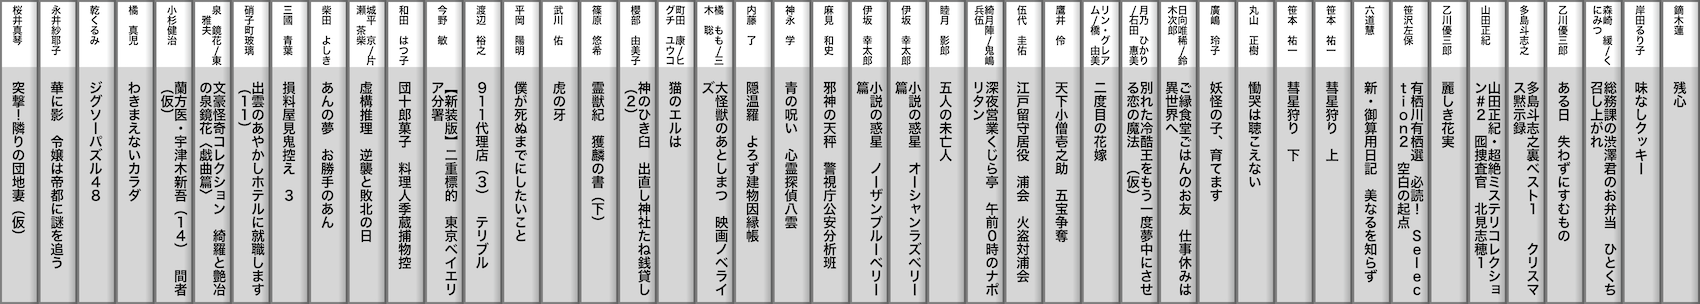 鏑木蓮
残心
岸田るり子
味なしクッキー
森崎 緩/く
にみつ
総務課の渋澤君のお弁当 ひとくち
召し上がれ
乙川優三郎
ある日 失わずにすむもの
多島斗志之
多島斗志之裏ベスト1 クリスマ
ス黙示録
山田正紀
山田正紀・超絶ミステリコレクショ
ン#2 囮捜査官 北見志穂1
乙川優三郎
麗しき花実
笹沢左保
有栖川有栖選 必読! Selec
tion2 空白の起点
六道慧
新・御算用日記 美なるを知らず
笹本 祐一
彗星狩り 上
笹本 祐一
彗星狩り 下
丸山 正樹
慟哭は聴こえない
廣嶋 玲子
妖怪の子、育てます
日向唯稀/鈴
木次郎
ご縁食堂ごはんのお友 仕事休みは
異世界へ
月乃 ひかり
/石田 惠美
別れた冷酷王をもう一度夢中にさせ
る恋の魔法 (仮)
リン・グレア
ム/橘 由美
二度目の花嫁
鷹井 伶
天下小僧壱之助 五宝争奪
伍代 圭佑
江戸留守居役 浦会 火盗対浦会
綺月陣/鬼嶋
兵伍
深夜営業くじら亭 午前0時のナポ
リタン
睦月 影郎
五人の未亡人
伊坂 幸太郎
小説の惑星 オーシャンラズベリー
篇
伊坂 幸太郎
小説の惑星 ノーザンブルーベリー
篇
麻見 和史
邪神の天秤 警視庁公安分析班
神永 学
青の呪い 心霊探偵八雲
内藤 了
隠温羅 よろず建物因縁帳
橘 もも/三
木 聡
大怪獣のあとしまつ 映画ノベライ
ズ
町田 康/ヒ
グチ ユウコ
猫のエルは
櫻部 由美子
神のひき臼 出直し神社たね銭貸し
(2)
篠原 悠希
霊獣紀 獲麟の書(下)
武川 佑
虎の牙
平岡 陽明
僕が死ぬまでにしたいこと
渡辺 裕之
911代理店(3) テリブル
今野 敏
【新装版】二重標的 東京ベイエリ
ア分署
和田 はつ子
団十郎菓子 料理人季蔵捕物控
城平 京/片
瀬 茶柴
虚構推理 逆襲と敗北の日
柴田 よしき
あんの夢 お勝手のあん
三國 青葉
損料屋見鬼控え 3
硝子町玻璃
出雲のあやかしホテルに就職します
(11)
泉 鏡花/東
雅夫
文豪怪奇コレクション 綺羅と艶冶
の泉鏡花〈戯曲篇〉
小杉健治
蘭方医・宇津木新吾(14) 間者
(仮)
橘 真児
わきまえないカラダ
乾くるみ
ジグソーパズル48
永井紗耶子
華に影 令嬢は帝都に謎を追う
桜井真琴
突撃!隣りの団地妻(仮)